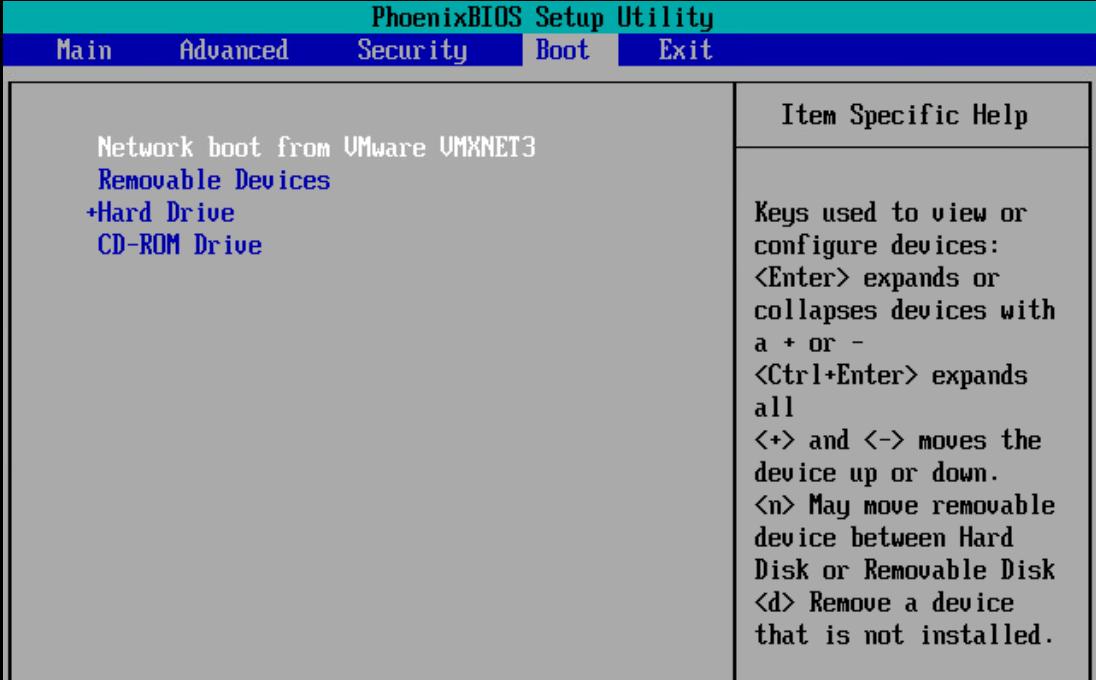 PhoenixBIOS Setup Utility
Main Advanced Security Boot Exit
Network boot from VMware VMXNET3
Removable Devices
+Hard Drive
CD-ROM Drive
Item Specific Help
Keys used to view or
configure devices:
<Enter> expands or
collapses devices with
a + or -
<Ctrl+Enter> expands
all
<+> and <-> moves the
device up or down.
<n> May move removable
device between Hard
Disk or Removable Disk
<d> Remove a device
that is not installed.